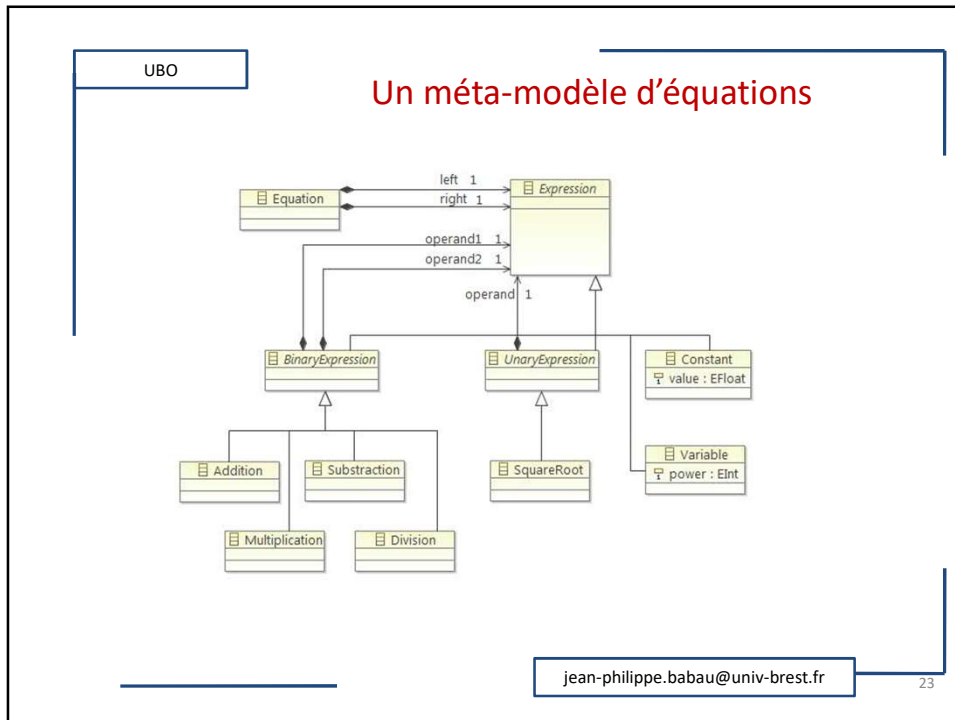 UBO
Un méta-modèle d'équations
left 1
Expression
Equation
right 1
operand1 1
operand2 1
operand 1
BinaryExpression
UnaryExpression
Constant
value : EFloat
Addition
Substraction
SquareRoot
Variable
power : EInt
Multiplication
Division
jean-philippe.babau@univ-brest.fr
23